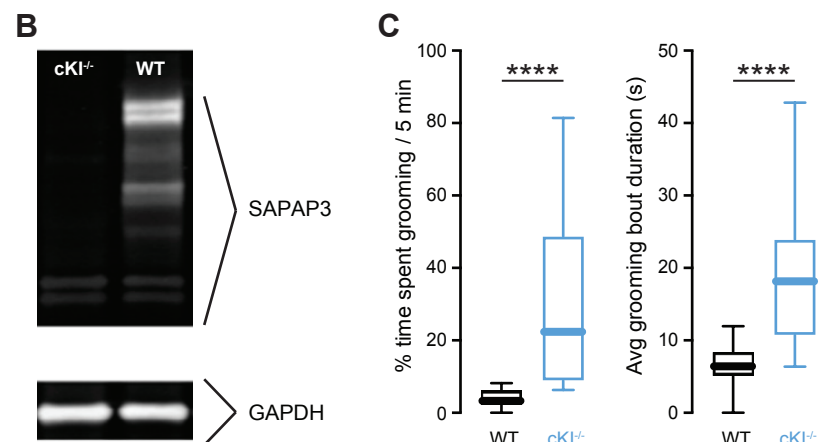 B
cKI-/- WT
SAPAP3
GAPDH
C
% time spent grooming / 5 min
100
80
60
40
20
0
****
WT cKI-/-
Avg grooming bout duration (s)
50
40
30
20
10
0
****
WT cKI-/-